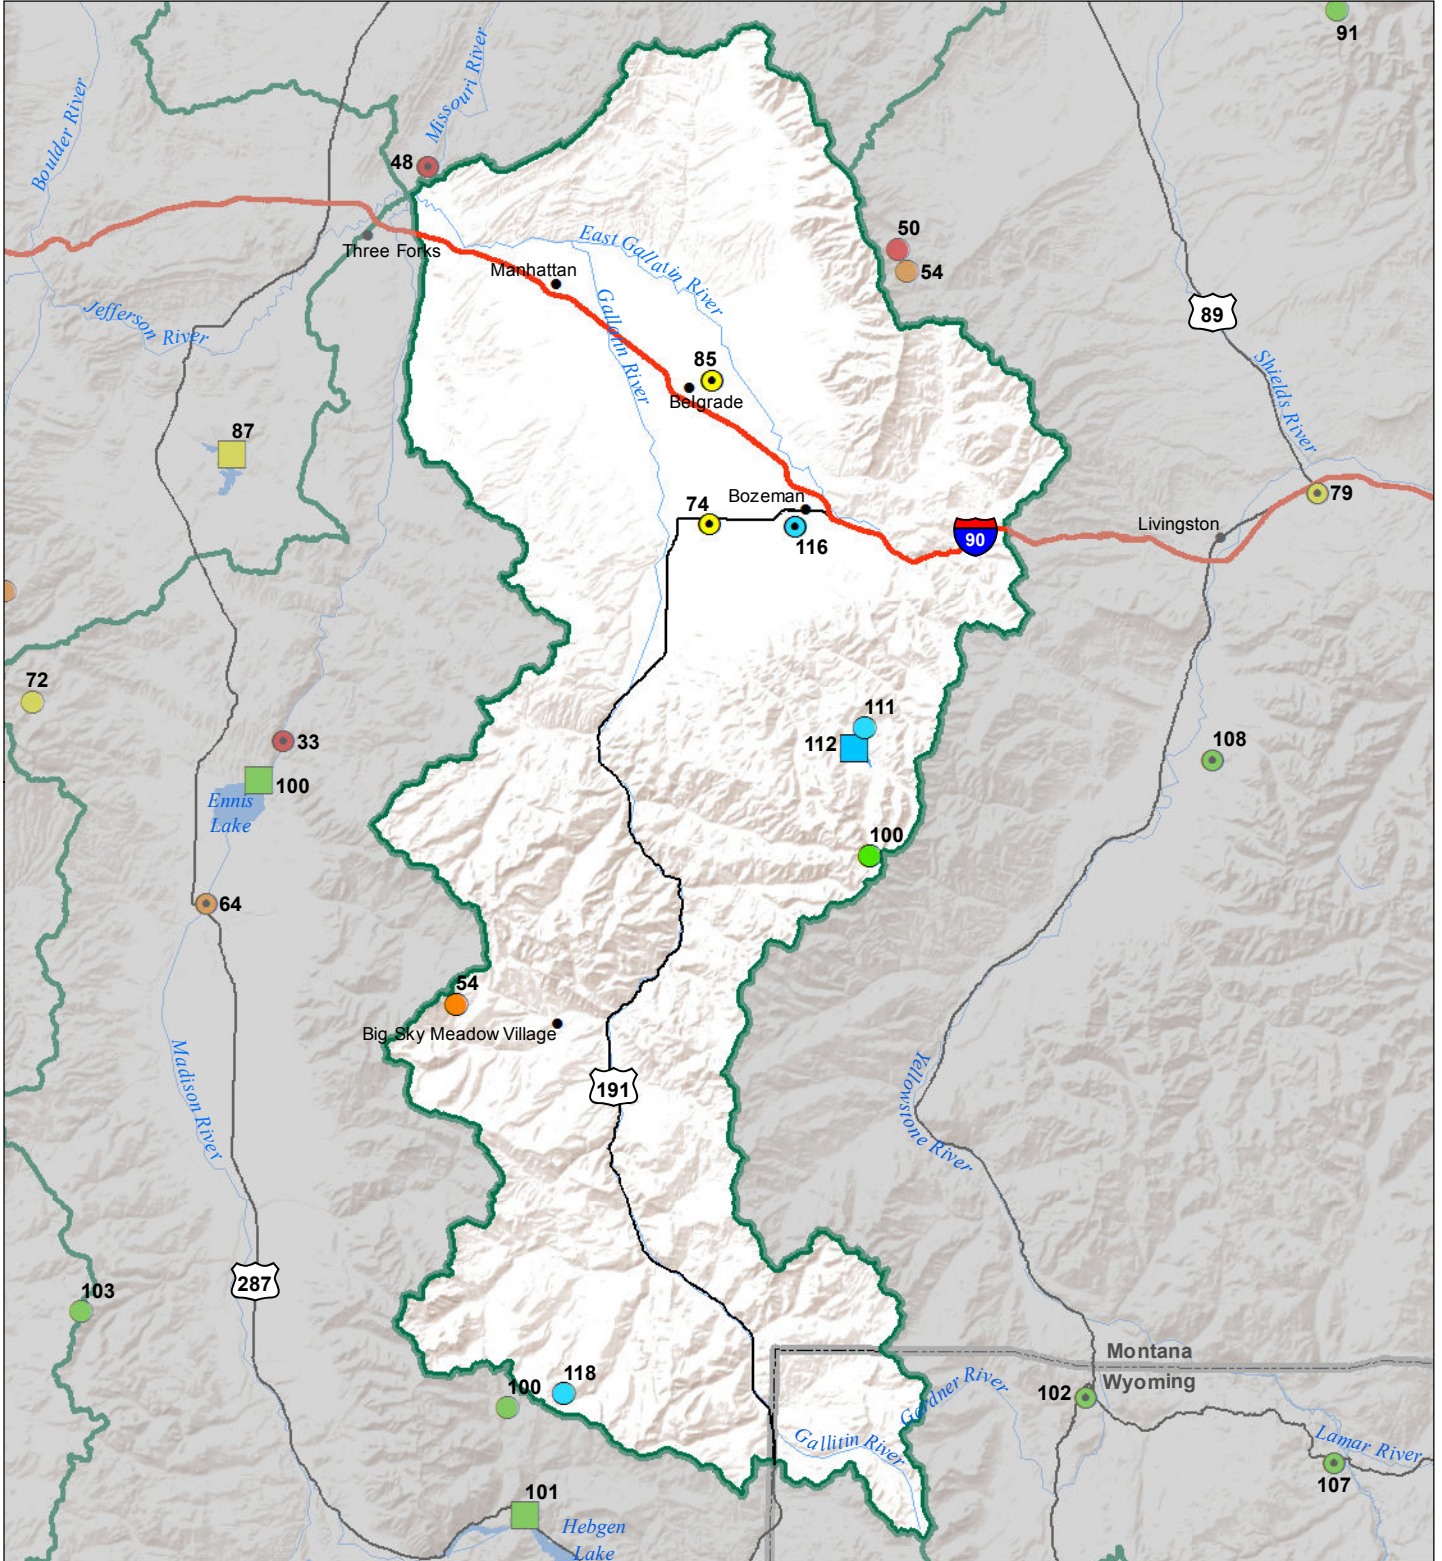 91
Missouri River
Boulder River
48
50
54
East Gallatin River
Three Forks
Manhattan
89
Jefferson River
Gallatin River
Shields River
85
Belgrade
87
79
Bozeman
74
116
Livingston
90
72
111
33
112
108
100
Ennis
Lake
100
64
54
Big Sky Meadow Village
Madison River
191
Yellowstone River
287
103
Montana
Wyoming
118
100
102
Gardner River
Gallitin River
Lamar River
107
101
Hebgen
Lake